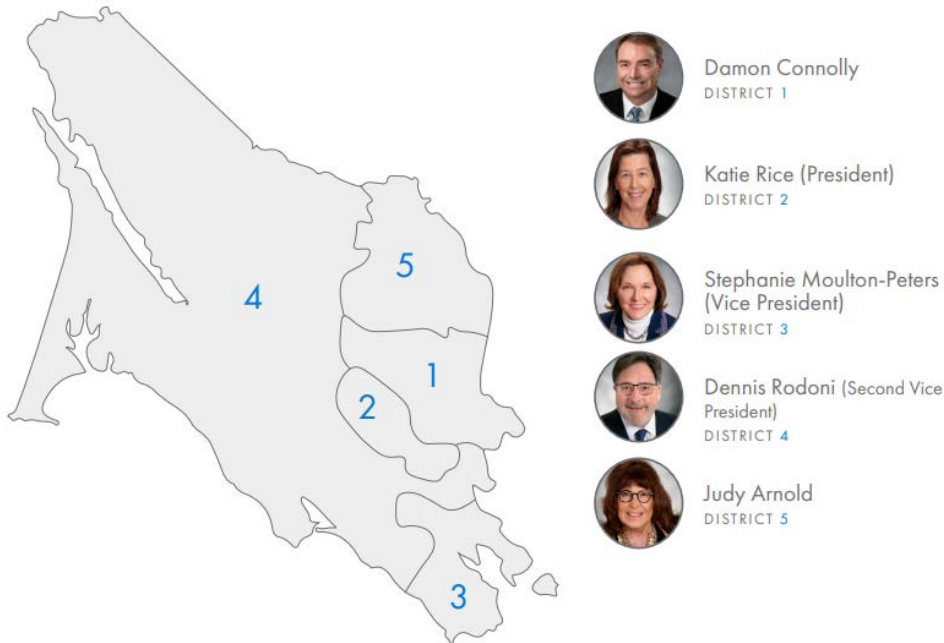 5
4
1
2
3
Damon Connolly
DISTRICT 1
Katie Rice (President)
DISTRICT 2
Stephanie Moulton-Peters
(Vice President)
DISTRICT 3
Dennis Rodoni (Second Vice
President)
DISTRICT 4
Judy Arnold
DISTRICT 5